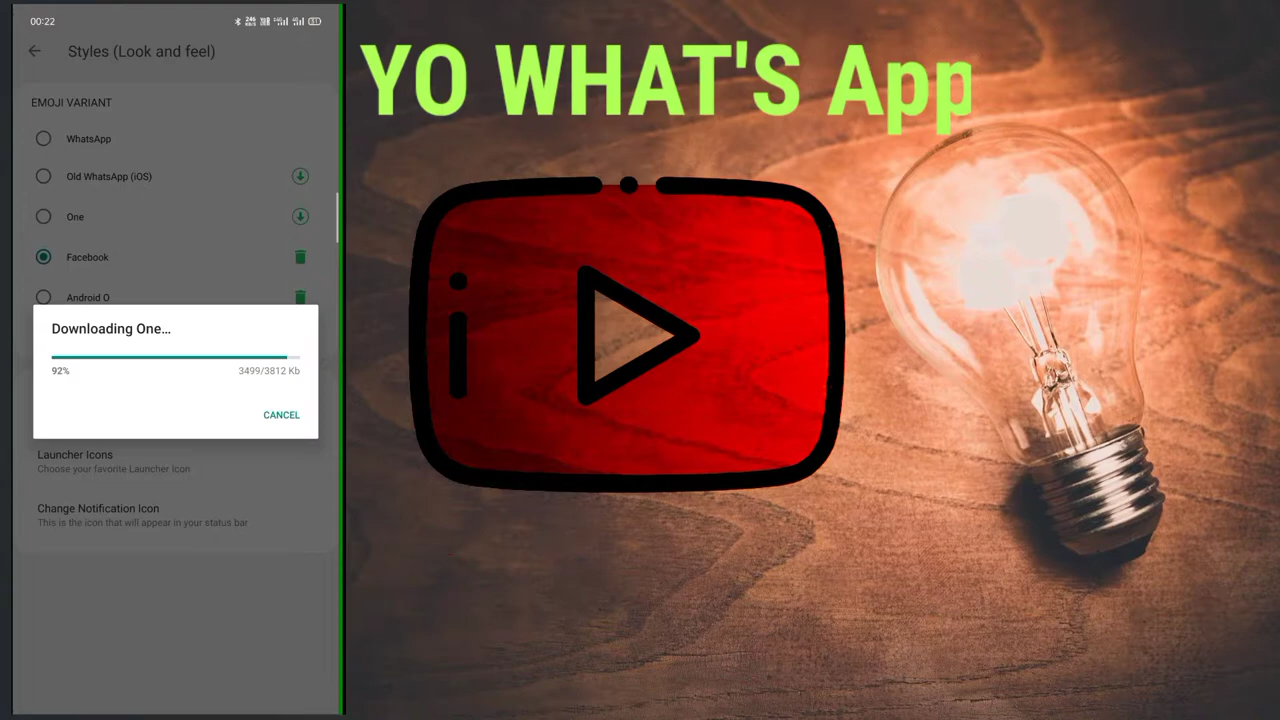 00:22
Styles (Look and feel)
EMOJI VARIANT
WhatsApp
Old WhatsApp (iOS)
One
Facebook
Android O
Downloading One...
92% 3499/3812 Kb
CANCEL
Launcher Icons
Choose your favorite Launcher Icon
Change Notification Icon
This is the icon that will appear in your status bar
YO WHAT'S App
i